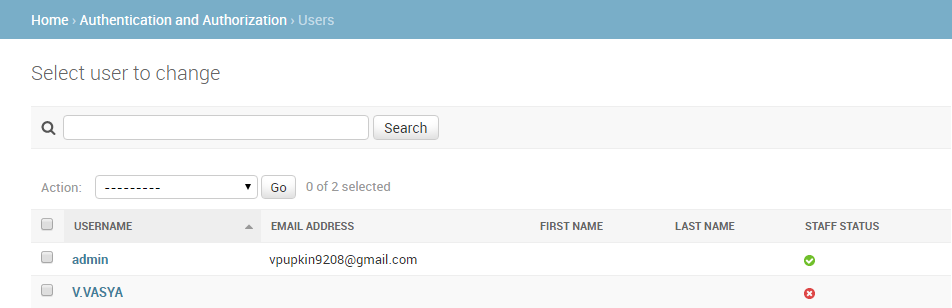 Home › Authentication and Authorization › Users
Select user to change
Search
Action: --------- Go 0 of 2 selected
USERNAME EMAIL ADDRESS FIRST NAME LAST NAME STAFF STATUS
admin vpupkin9208@gmail.com
V.VASYA